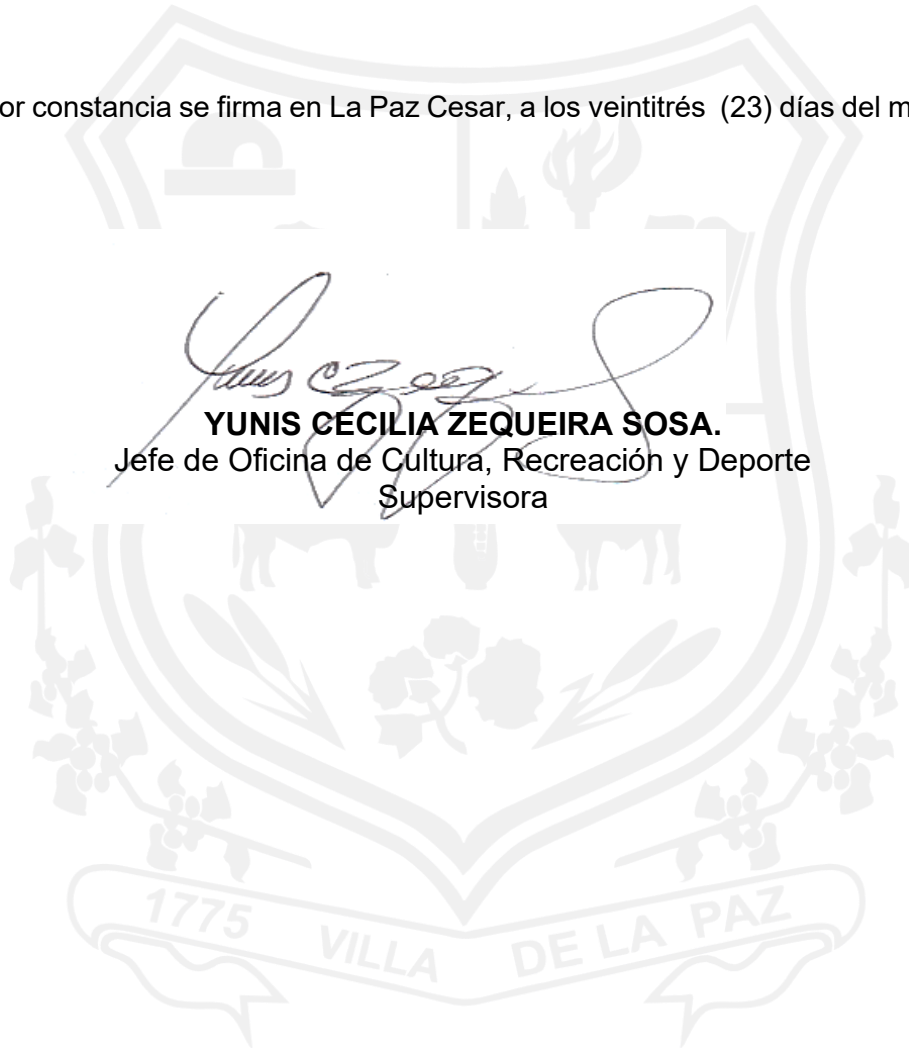 or constancia se firma en La Paz Cesar, a los veintitrés (23) días del m
YUNIS CECILIA ZEQUEIRA SOSA.
Jefe de Oficina de Cultura, Recreación y Deporte
Supervisora
1775 VILLA DE LA PAZ